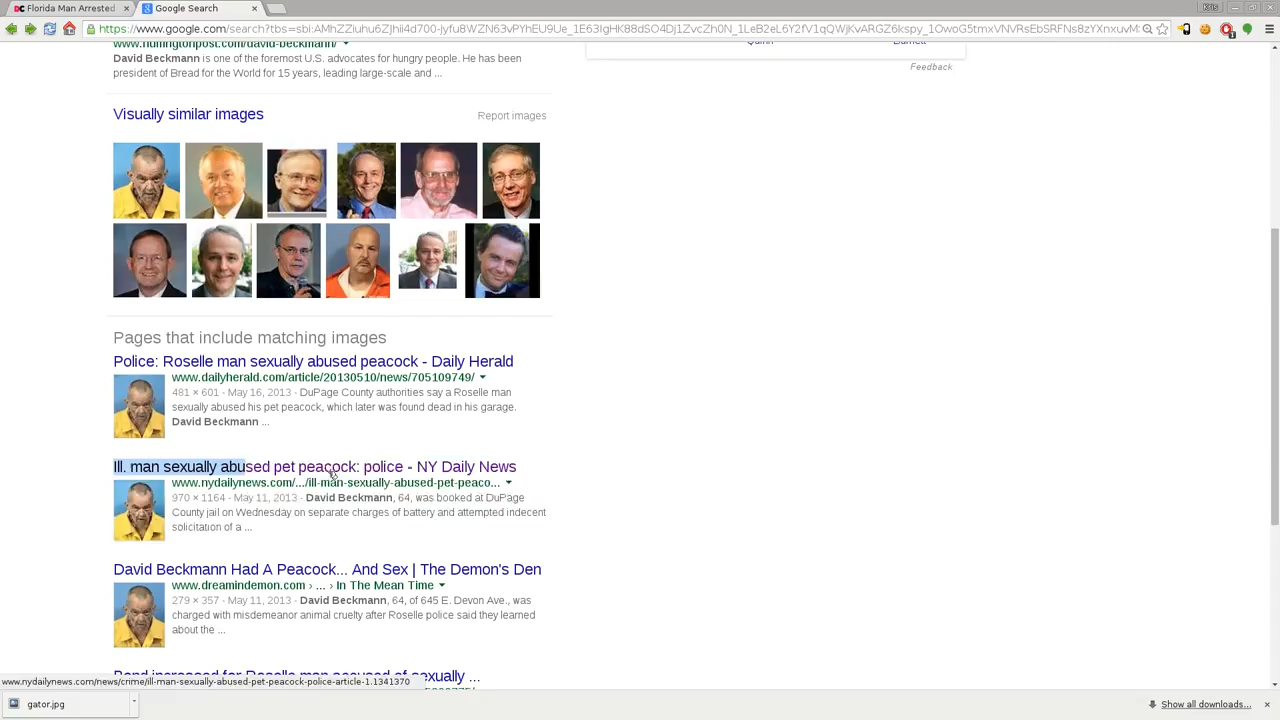 Florida Man Arrested
Google Search
https://www.google.com/search?tbs=sbi:
www.huffingtonpost.com/david-beckmann/
David Beckmann is one of the foremost U.S. advocates for hungry people. He has been
president of Bread for the World for 15 years, leading large-scale and ...
Quinn Barnett
Feedback
Visually similar images
Report images
Pages that include matching images
Police: Roselle man sexually abused peacock - Daily Herald
www.dailyherald.com/article/20130510/news/705109749/
481 × 601 - May 16, 2013 - DuPage County authorities say a Roselle man
sexually abused his pet peacock, which later was found dead in his garage.
David Beckmann ...
Ill. man sexually abused pet peacock: police - NY Daily News
www.nydailynews.com/.../ill-man-sexually-abused-pet-peaco...
970 × 1164 - May 11, 2013 - David Beckmann, 64, was booked at DuPage
County jail on Wednesday on separate charges of battery and attempted indecent
solicitation of a ...
David Beckmann Had A Peacock... And Sex | The Demon's Den
www.dreamindemon.com › ... › In The Mean Time
279 × 357 - May 11, 2013 - David Beckmann, 64, of 645 E. Devon Ave., was
charged with misdemeanor animal cruelty after Roselle police said they learned
about the ...
Bond increased for Roselle man accused of sexually ...
www.nydailynews.com/news/crime/ill-man-sexually-abused-pet-peacock-police-article-1.1341370
gator.jpg
Show all downloads...